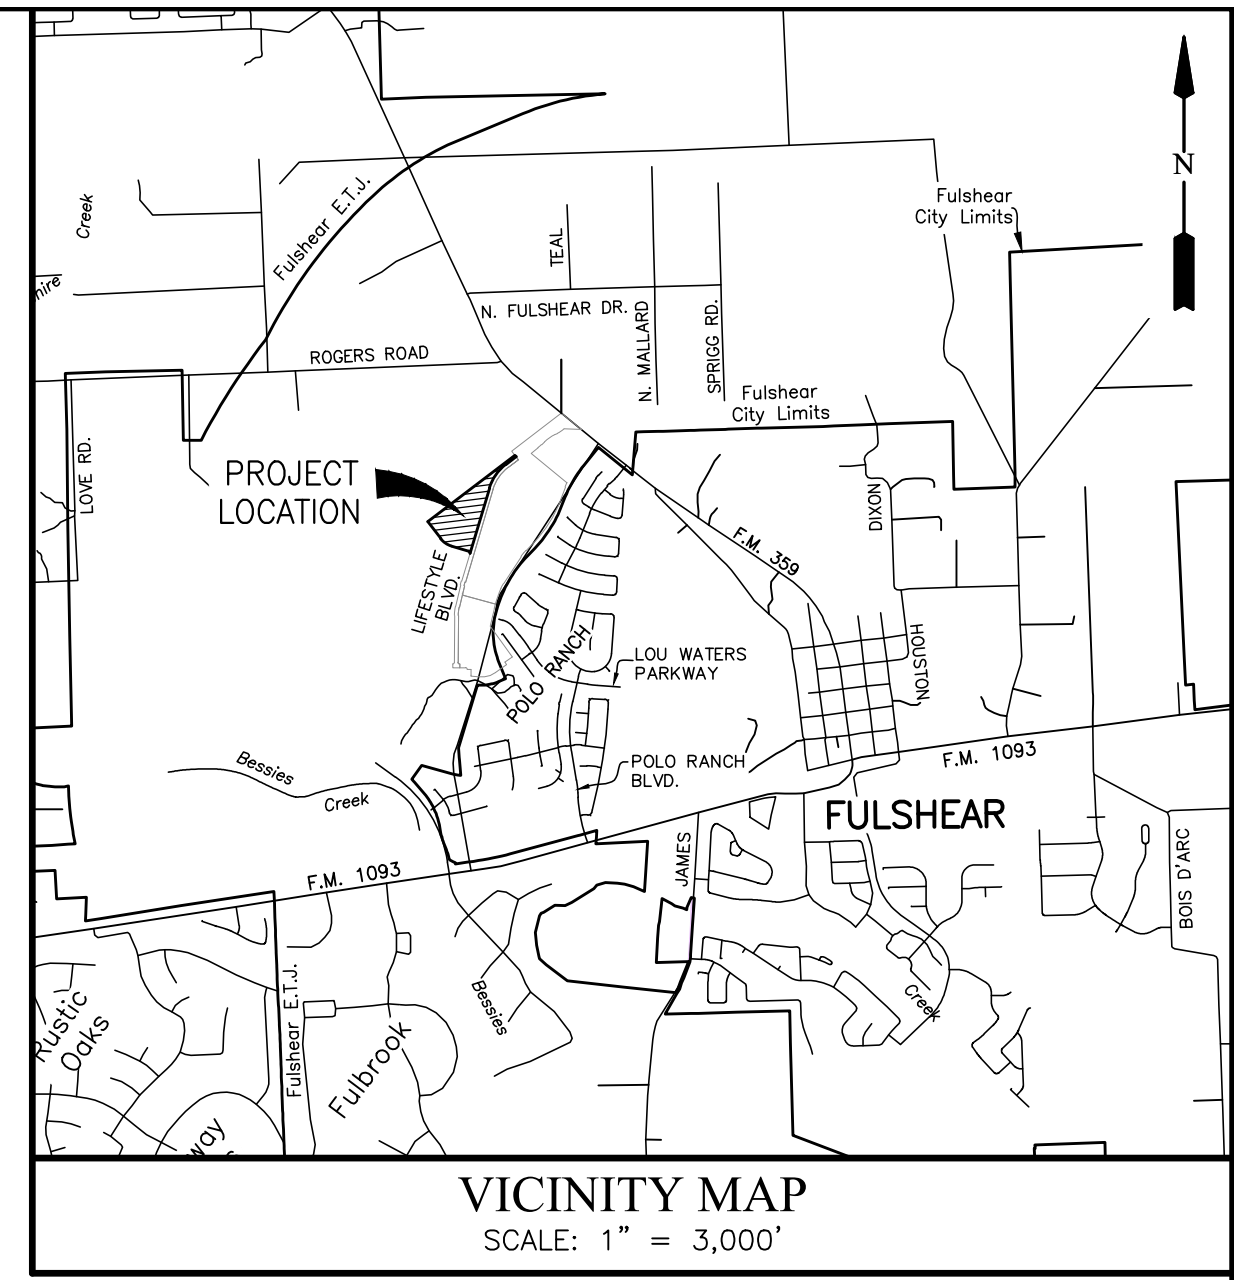 N
Creek
Fulshear E.T.J.
Fulshear
City Limits
TEAL
N. FULSHEAR DR.
N. MALLARD
SPRIGG RD.
ROGERS ROAD
Fulshear
City Limits
LOVE RD.
PROJECT
LOCATION
DIXON
F.M. 359
LIFESTYLE
BLVD.
HOUSTON
POLO RANCH
LOU WATERS
PARKWAY
Bessies
Creek
POLO RANCH
BLVD.
F.M. 1093
FULSHEAR
JAMES
BOIS D'ARC
F.M. 1093
Fulshear E.T.J.
Bessies
Creek
Rustic
Oaks
Fulbrook
way
VICINITY MAP
SCALE: 1" = 3,000'